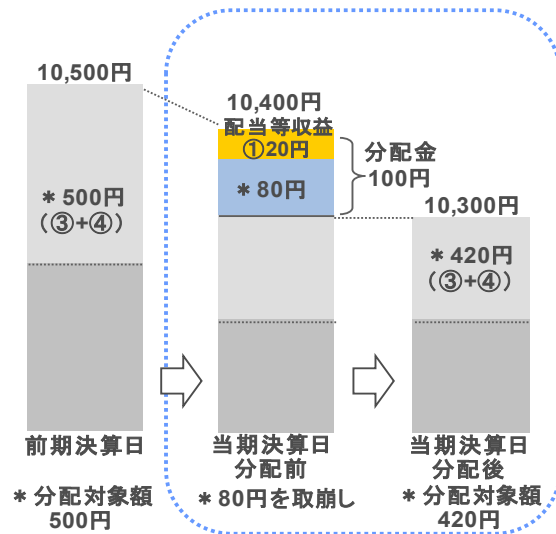 10,500円
＊500円
（③+④）
前期決算日
＊分配対象額
500円
10,400円
配当等収益
①20円
＊80円
分配金
100円
当期決算日
分配前
＊80円を取崩し
10,300円
＊420円
（③+④）
当期決算日
分配後
＊分配対象額
420円